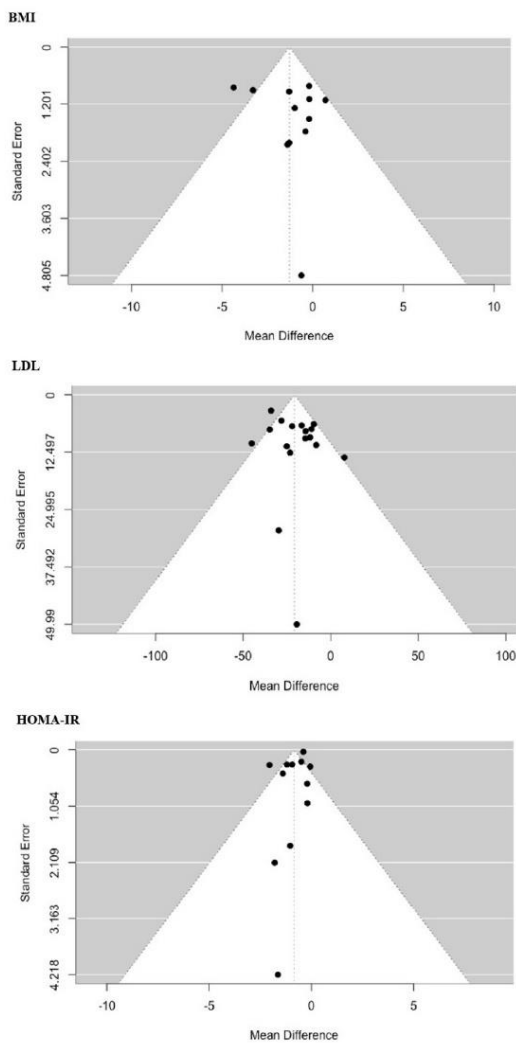 BMI
0
1.201
2.402
3.603
4.805
Standard Error
-10 -5 0 5 10
Mean Difference
LDL
0
12.497
24.995
37.492
49.99
Standard Error
-100 -50 0 50 100
Mean Difference
HOMA-IR
0
1.054
2.109
3.163
4.218
Standard Error
-10 -5 0 5
Mean Difference